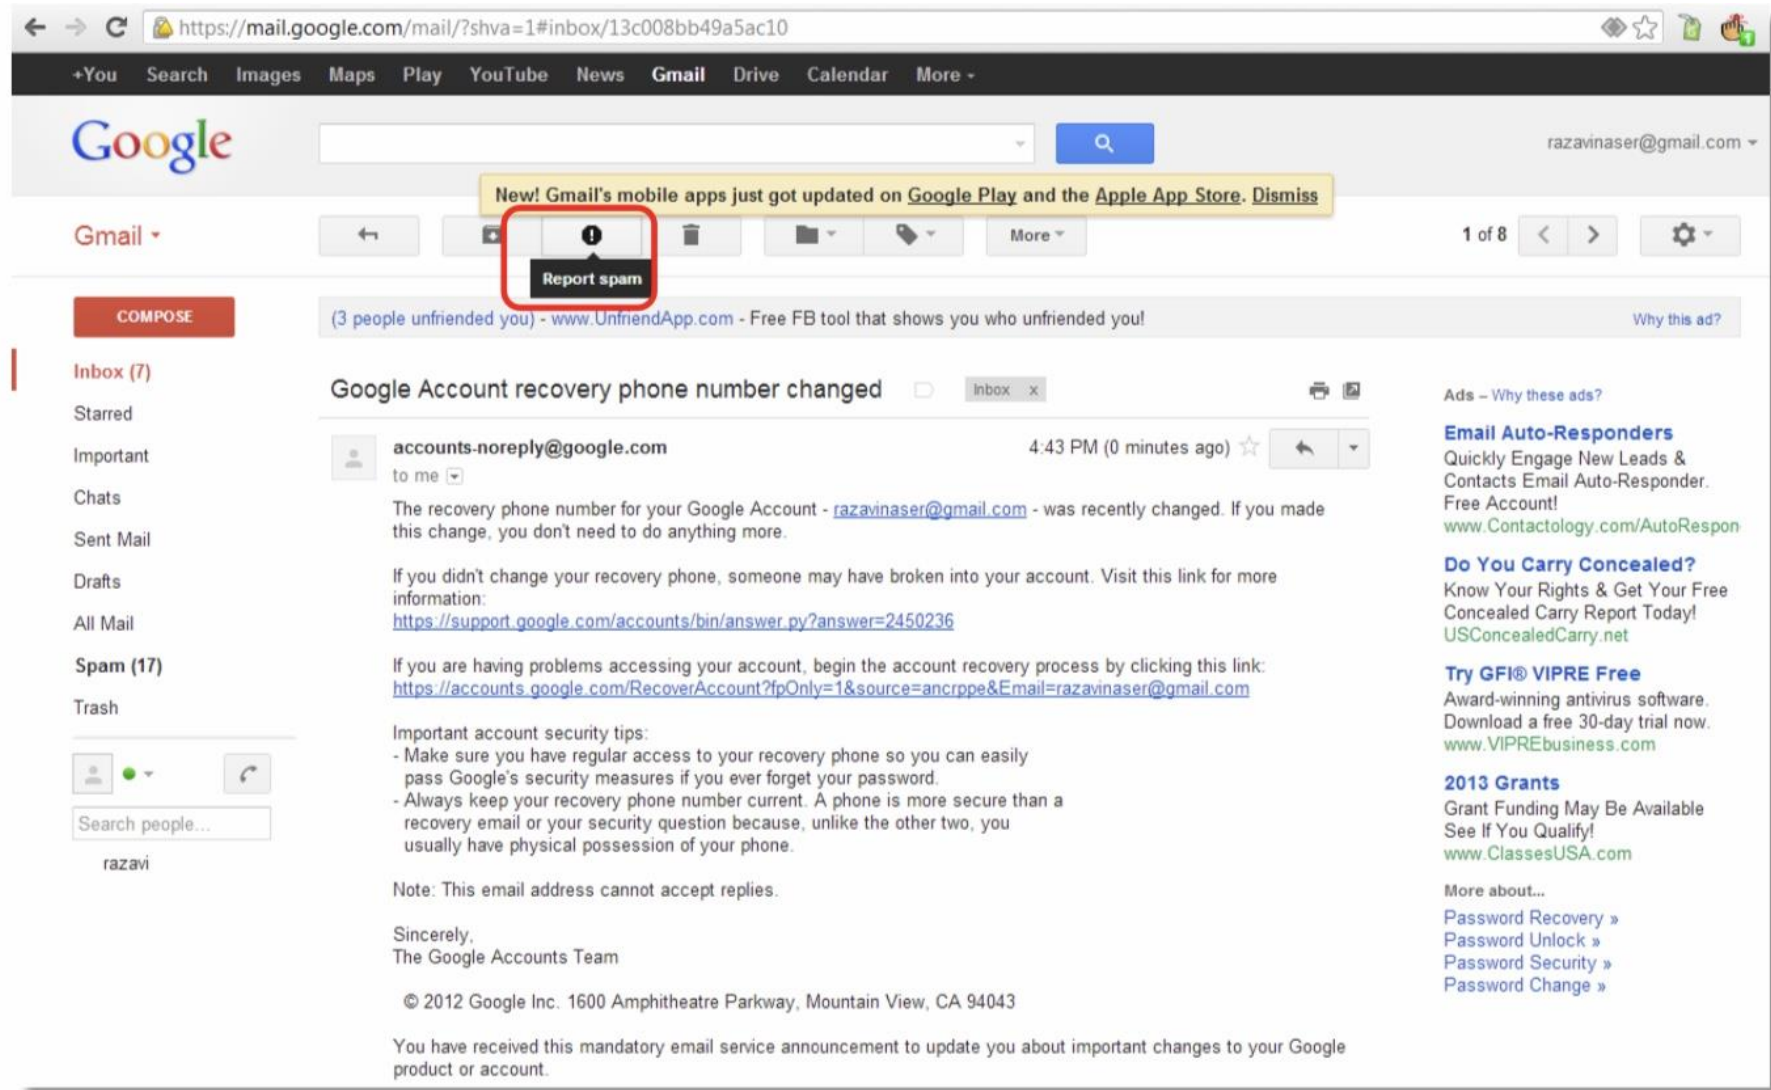 https://mail.google.com/mail/?shva=1#inbox/13c008bb49a5ac10
+You Search Images Maps Play YouTube News Gmail Drive Calendar More
Google
razavinaser@gmail.com
New! Gmail's mobile apps just got updated on Google Play and the Apple App Store. Dismiss
Gmail
More
1 of 8
Report spam
COMPOSE
(3 people unfriended you) - www.UnfriendApp.com - Free FB tool that shows you who unfriended you!
Why this ad?
Inbox (7)
Starred
Important
Chats
Sent Mail
Drafts
All Mail
Spam (17)
Trash
Search people...
razavi
Google Account recovery phone number changed
Inbox x
accounts-noreply@google.com
4:43 PM (0 minutes ago)
to me
The recovery phone number for your Google Account - razavinaser@gmail.com - was recently changed. If you made
this change, you don't need to do anything more.
If you didn't change your recovery phone, someone may have broken into your account. Visit this link for more
information:
https://support.google.com/accounts/bin/answer.py?answer=2450236
If you are having problems accessing your account, begin the account recovery process by clicking this link:
https://accounts.google.com/RecoverAccount?fpOnly=1&source=ancrppe&Email=razavinaser@gmail.com
Important account security tips:
- Make sure you have regular access to your recovery phone so you can easily
pass Google's security measures if you ever forget your password.
- Always keep your recovery phone number current. A phone is more secure than a
recovery email or your security question because, unlike the other two, you
usually have physical possession of your phone.
Note: This email address cannot accept replies.
Sincerely,
The Google Accounts Team
© 2012 Google Inc. 1600 Amphitheatre Parkway, Mountain View, CA 94043
You have received this mandatory email service announcement to update you about important changes to your Google
product or account.
Ads – Why these ads?
Email Auto-Responders
Quickly Engage New Leads &
Contacts Email Auto-Responder.
Free Account!
www.Contactology.com/AutoRespon
Do You Carry Concealed?
Know Your Rights & Get Your Free
Concealed Carry Report Today!
USConcealedCarry.net
Try GFI® VIPRE Free
Award-winning antivirus software.
Download a free 30-day trial now.
www.VIPREbusiness.com
2013 Grants
Grant Funding May Be Available
See If You Qualify!
www.ClassesUSA.com
More about...
Password Recovery »
Password Unlock »
Password Security »
Password Change »